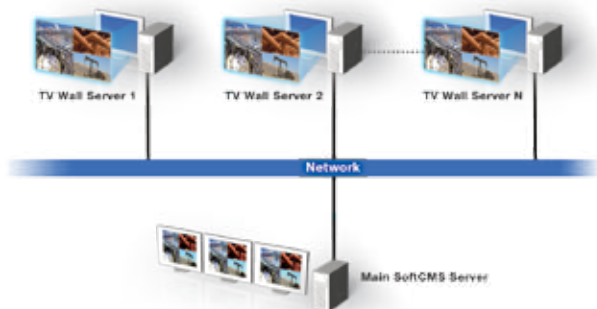 TV Wall Server 1
TV Wall Server 2
TV Wall Server N
Network
Main SoftCMS Server